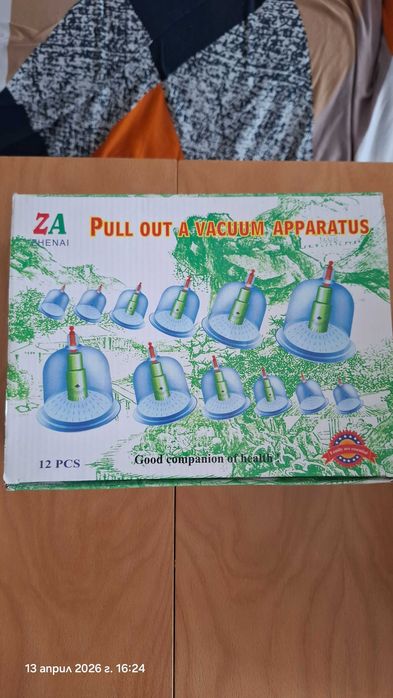 ZA
ZHENAI
PULL OUT A VACUUM APPARATUS
12 PCS
Good companion of health
13 април 2026 г. 16:24